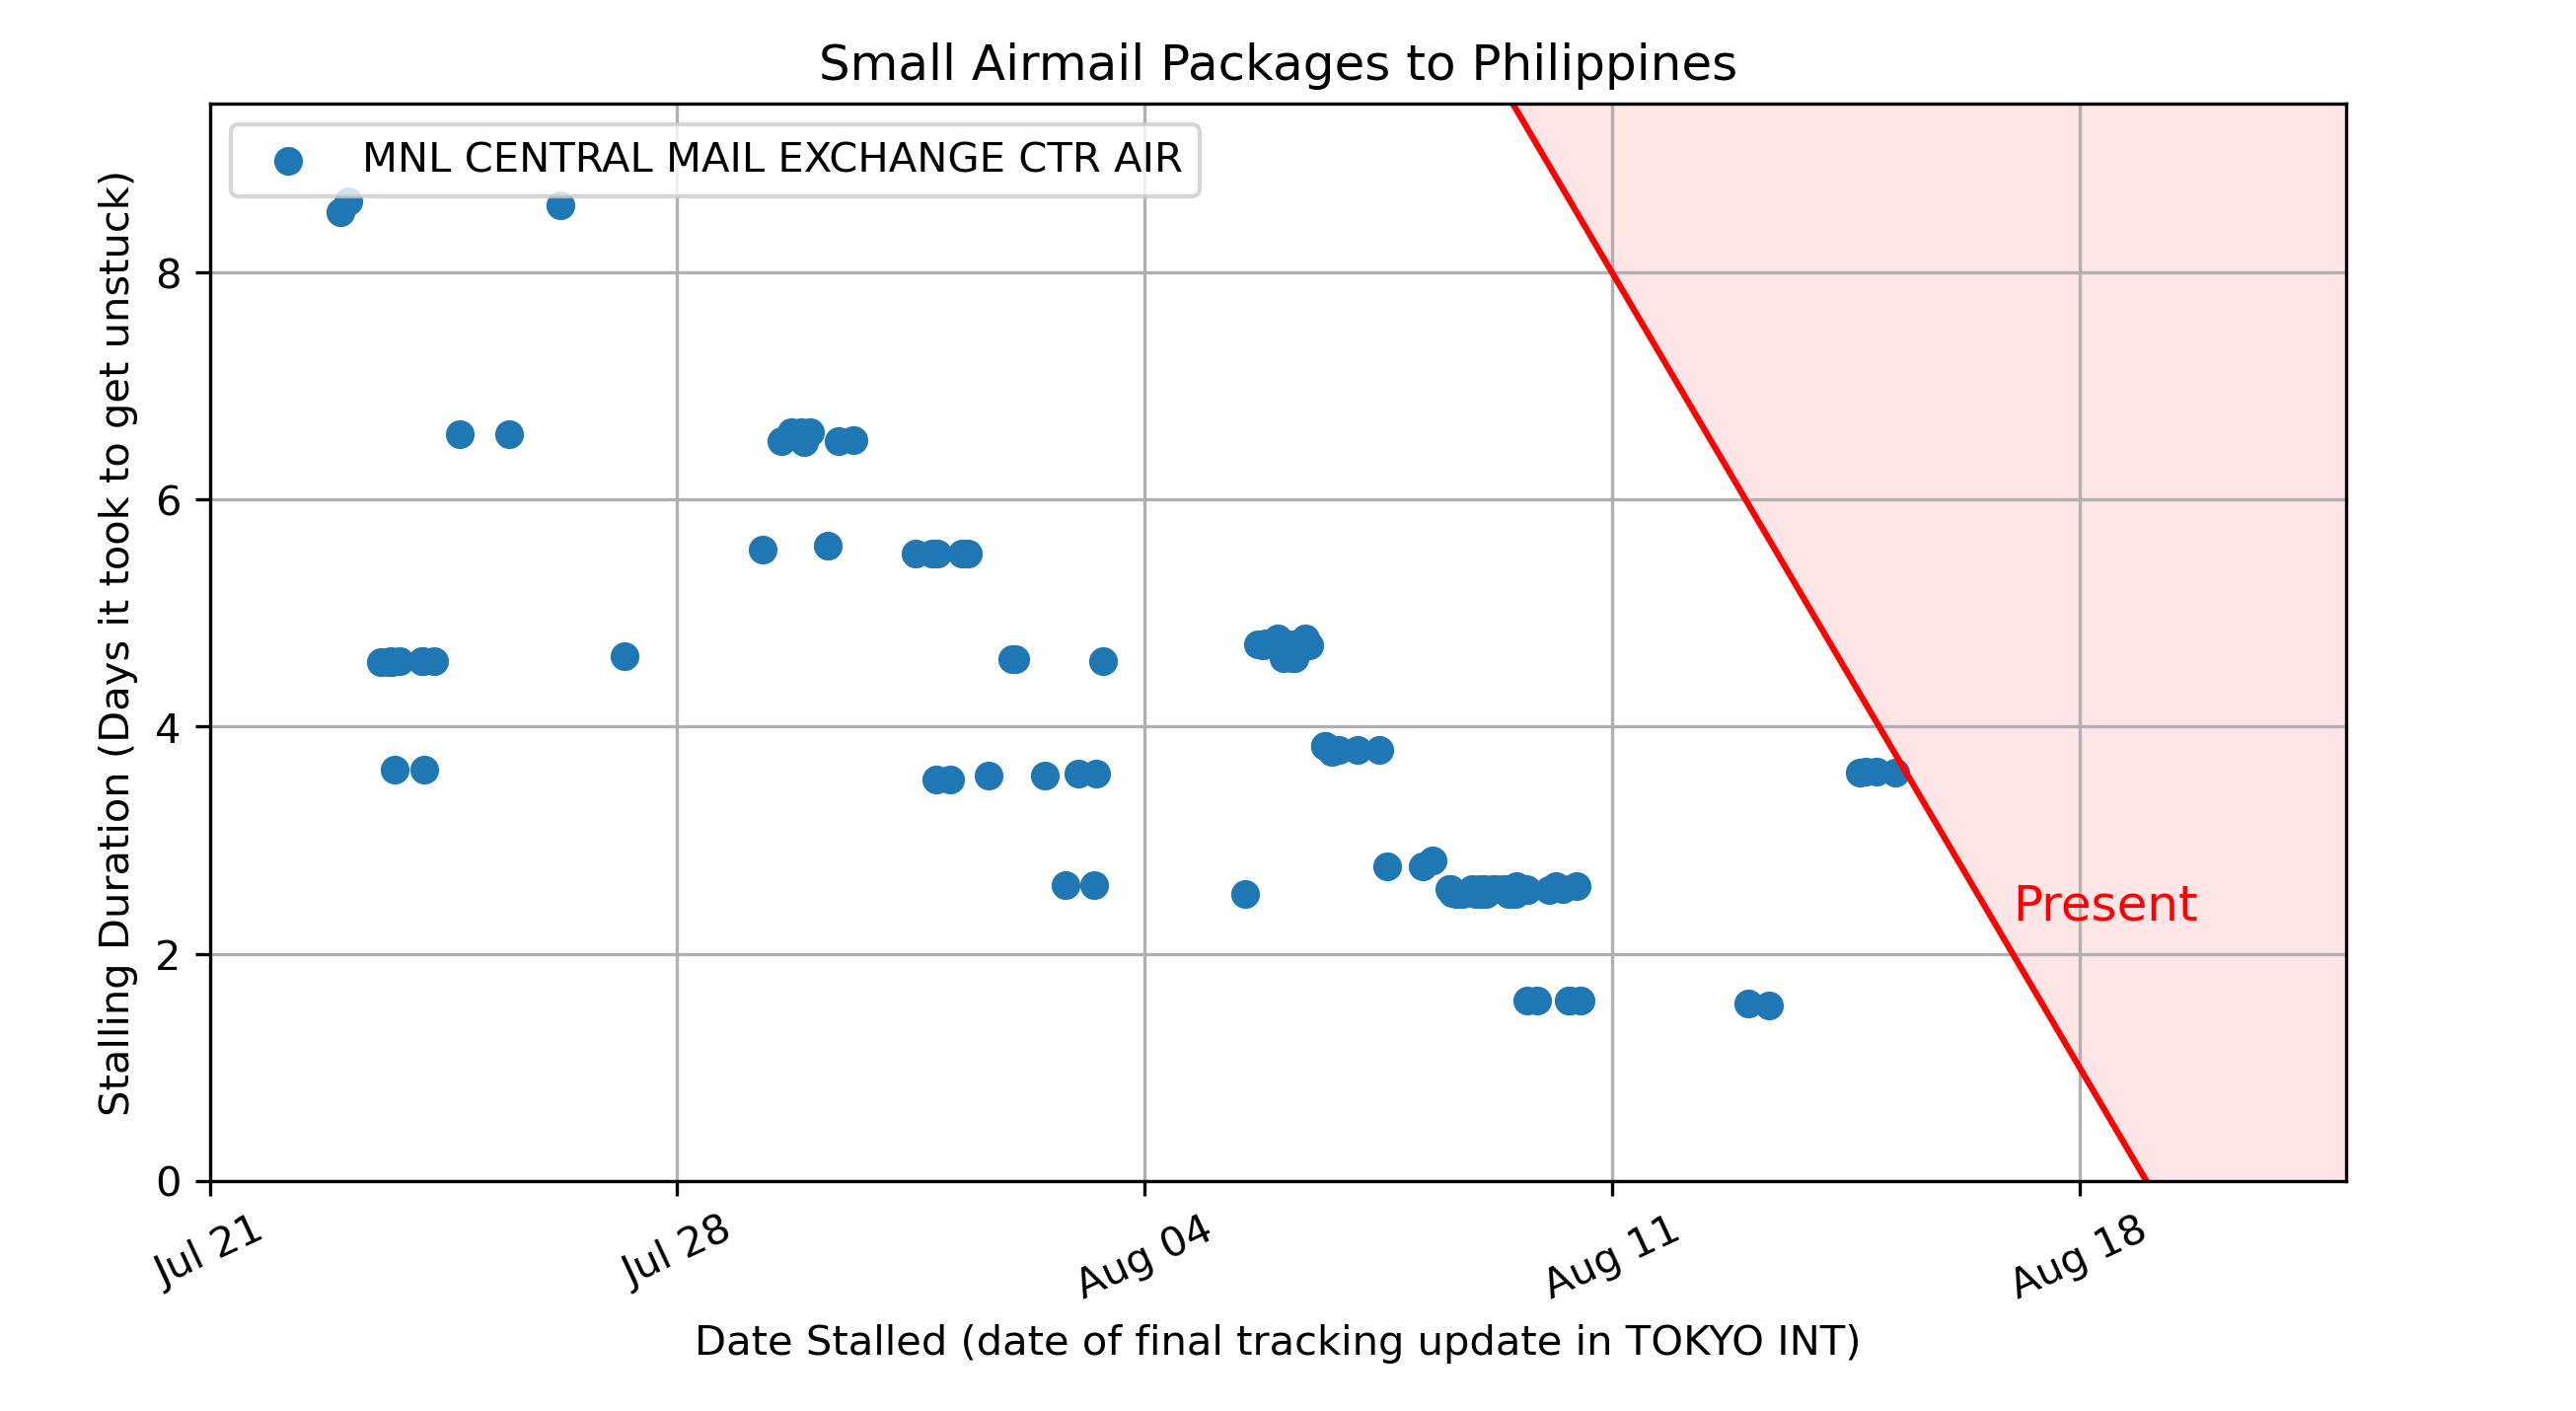 Small Airmail Packages to Philippines
MNL CENTRAL MAIL EXCHANGE CTR AIR
Stalling Duration (Days it took to get unstuck)
8
6
4
2
0
Present
Jul 21
Jul 28
Aug 04
Aug 11
Aug 18
Date Stalled (date of final tracking update in TOKYO INT)